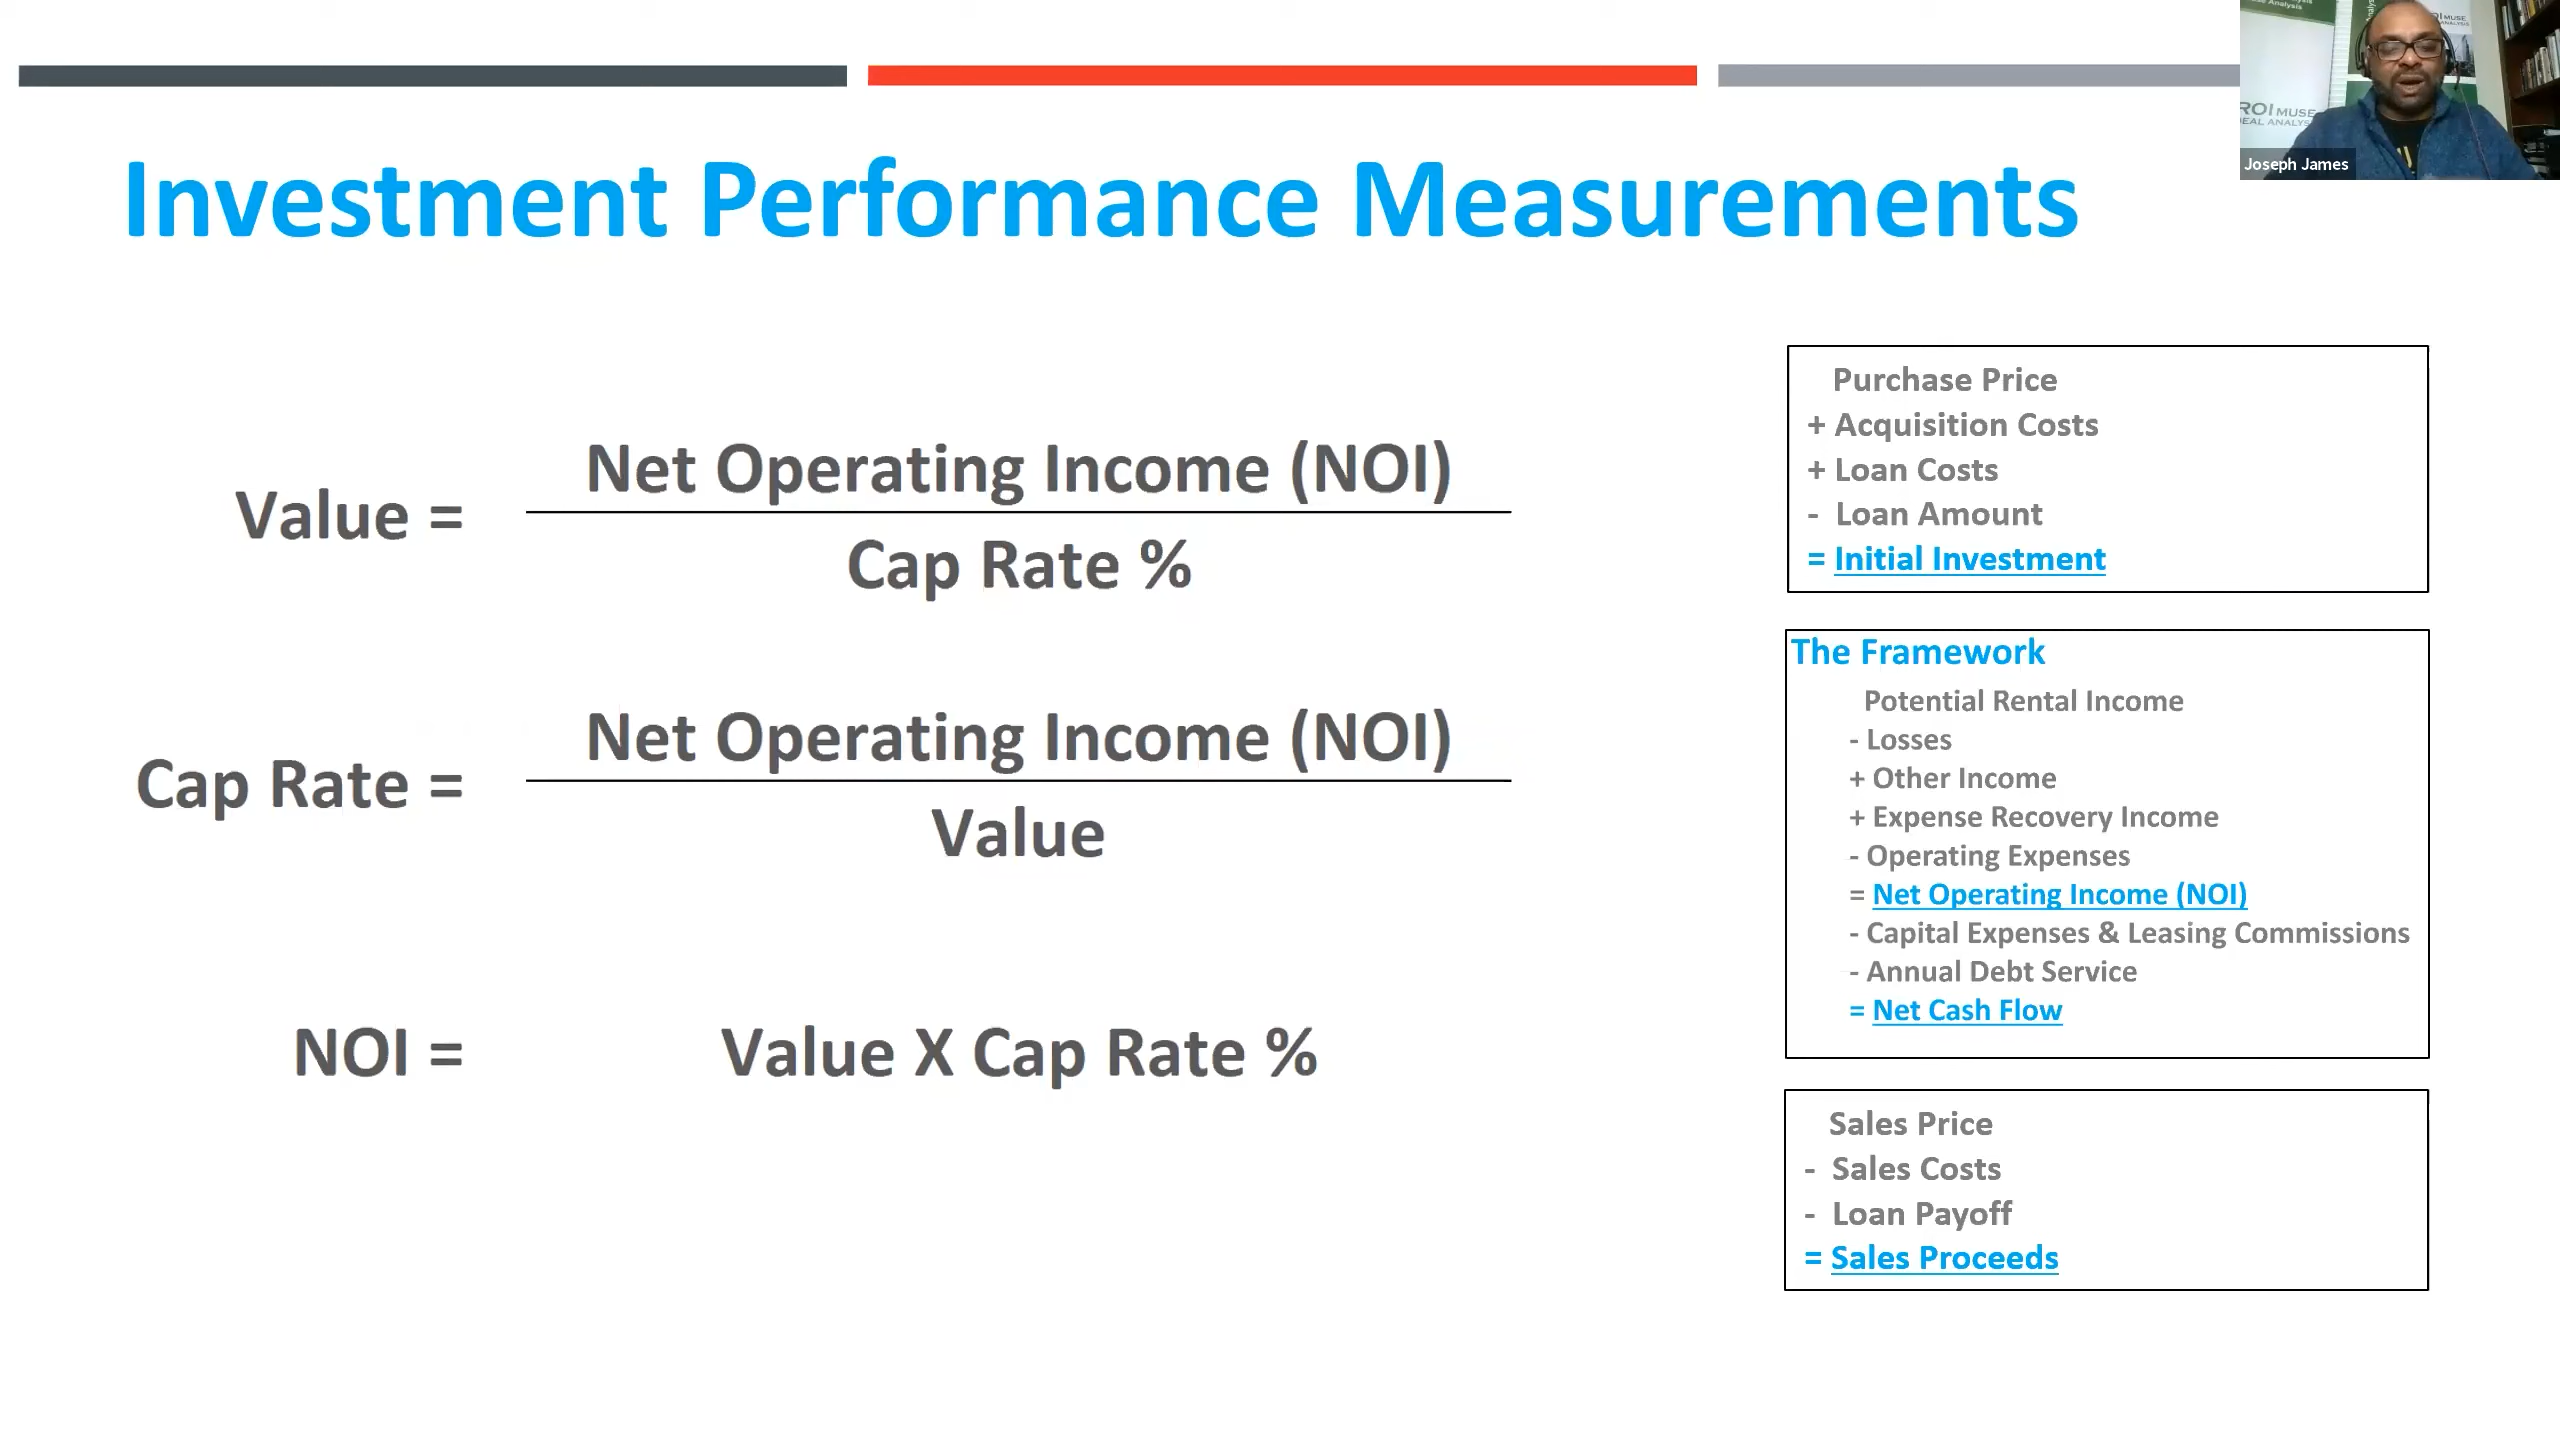 Investment Performance Measurements
Value =
Net Operating Income (NOI)
Cap Rate %
Cap Rate =
Net Operating Income (NOI)
Value
NOI =
Value X Cap Rate %
Purchase Price
+ Acquisition Costs
+ Loan Costs
- Loan Amount
= Initial Investment
The Framework
Potential Rental Income
- Losses
+ Other Income
+ Expense Recovery Income
- Operating Expenses
= Net Operating Income (NOI)
- Capital Expenses & Leasing Commissions
- Annual Debt Service
= Net Cash Flow
Sales Price
- Sales Costs
- Loan Payoff
= Sales Proceeds
ROI MUSE
Joseph James